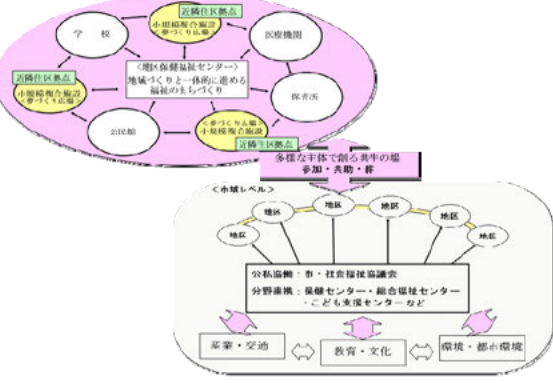 近隣住区拠点
小規模複合施設
<夢づくり広場>
学 校
医療機関
<地区保健福祉センター>
地域づくりと一体的に進める
福祉のまちづくり
近隣住区拠点
小規模複合施設
<夢づくり広場>
保育所
公民館
<夢づくり広場>
小規模複合施設
近隣住区拠点
多様な主体で創る共生の場
参加・共助・絆
<市域レベル>
地区
地区
地区
地区
地区
地区
公私協働：市・社会福祉協議会
分野連携：保健センター・総合福祉センター
・こども支援センターなど
産業・交通
教育・文化
環境・都市環境